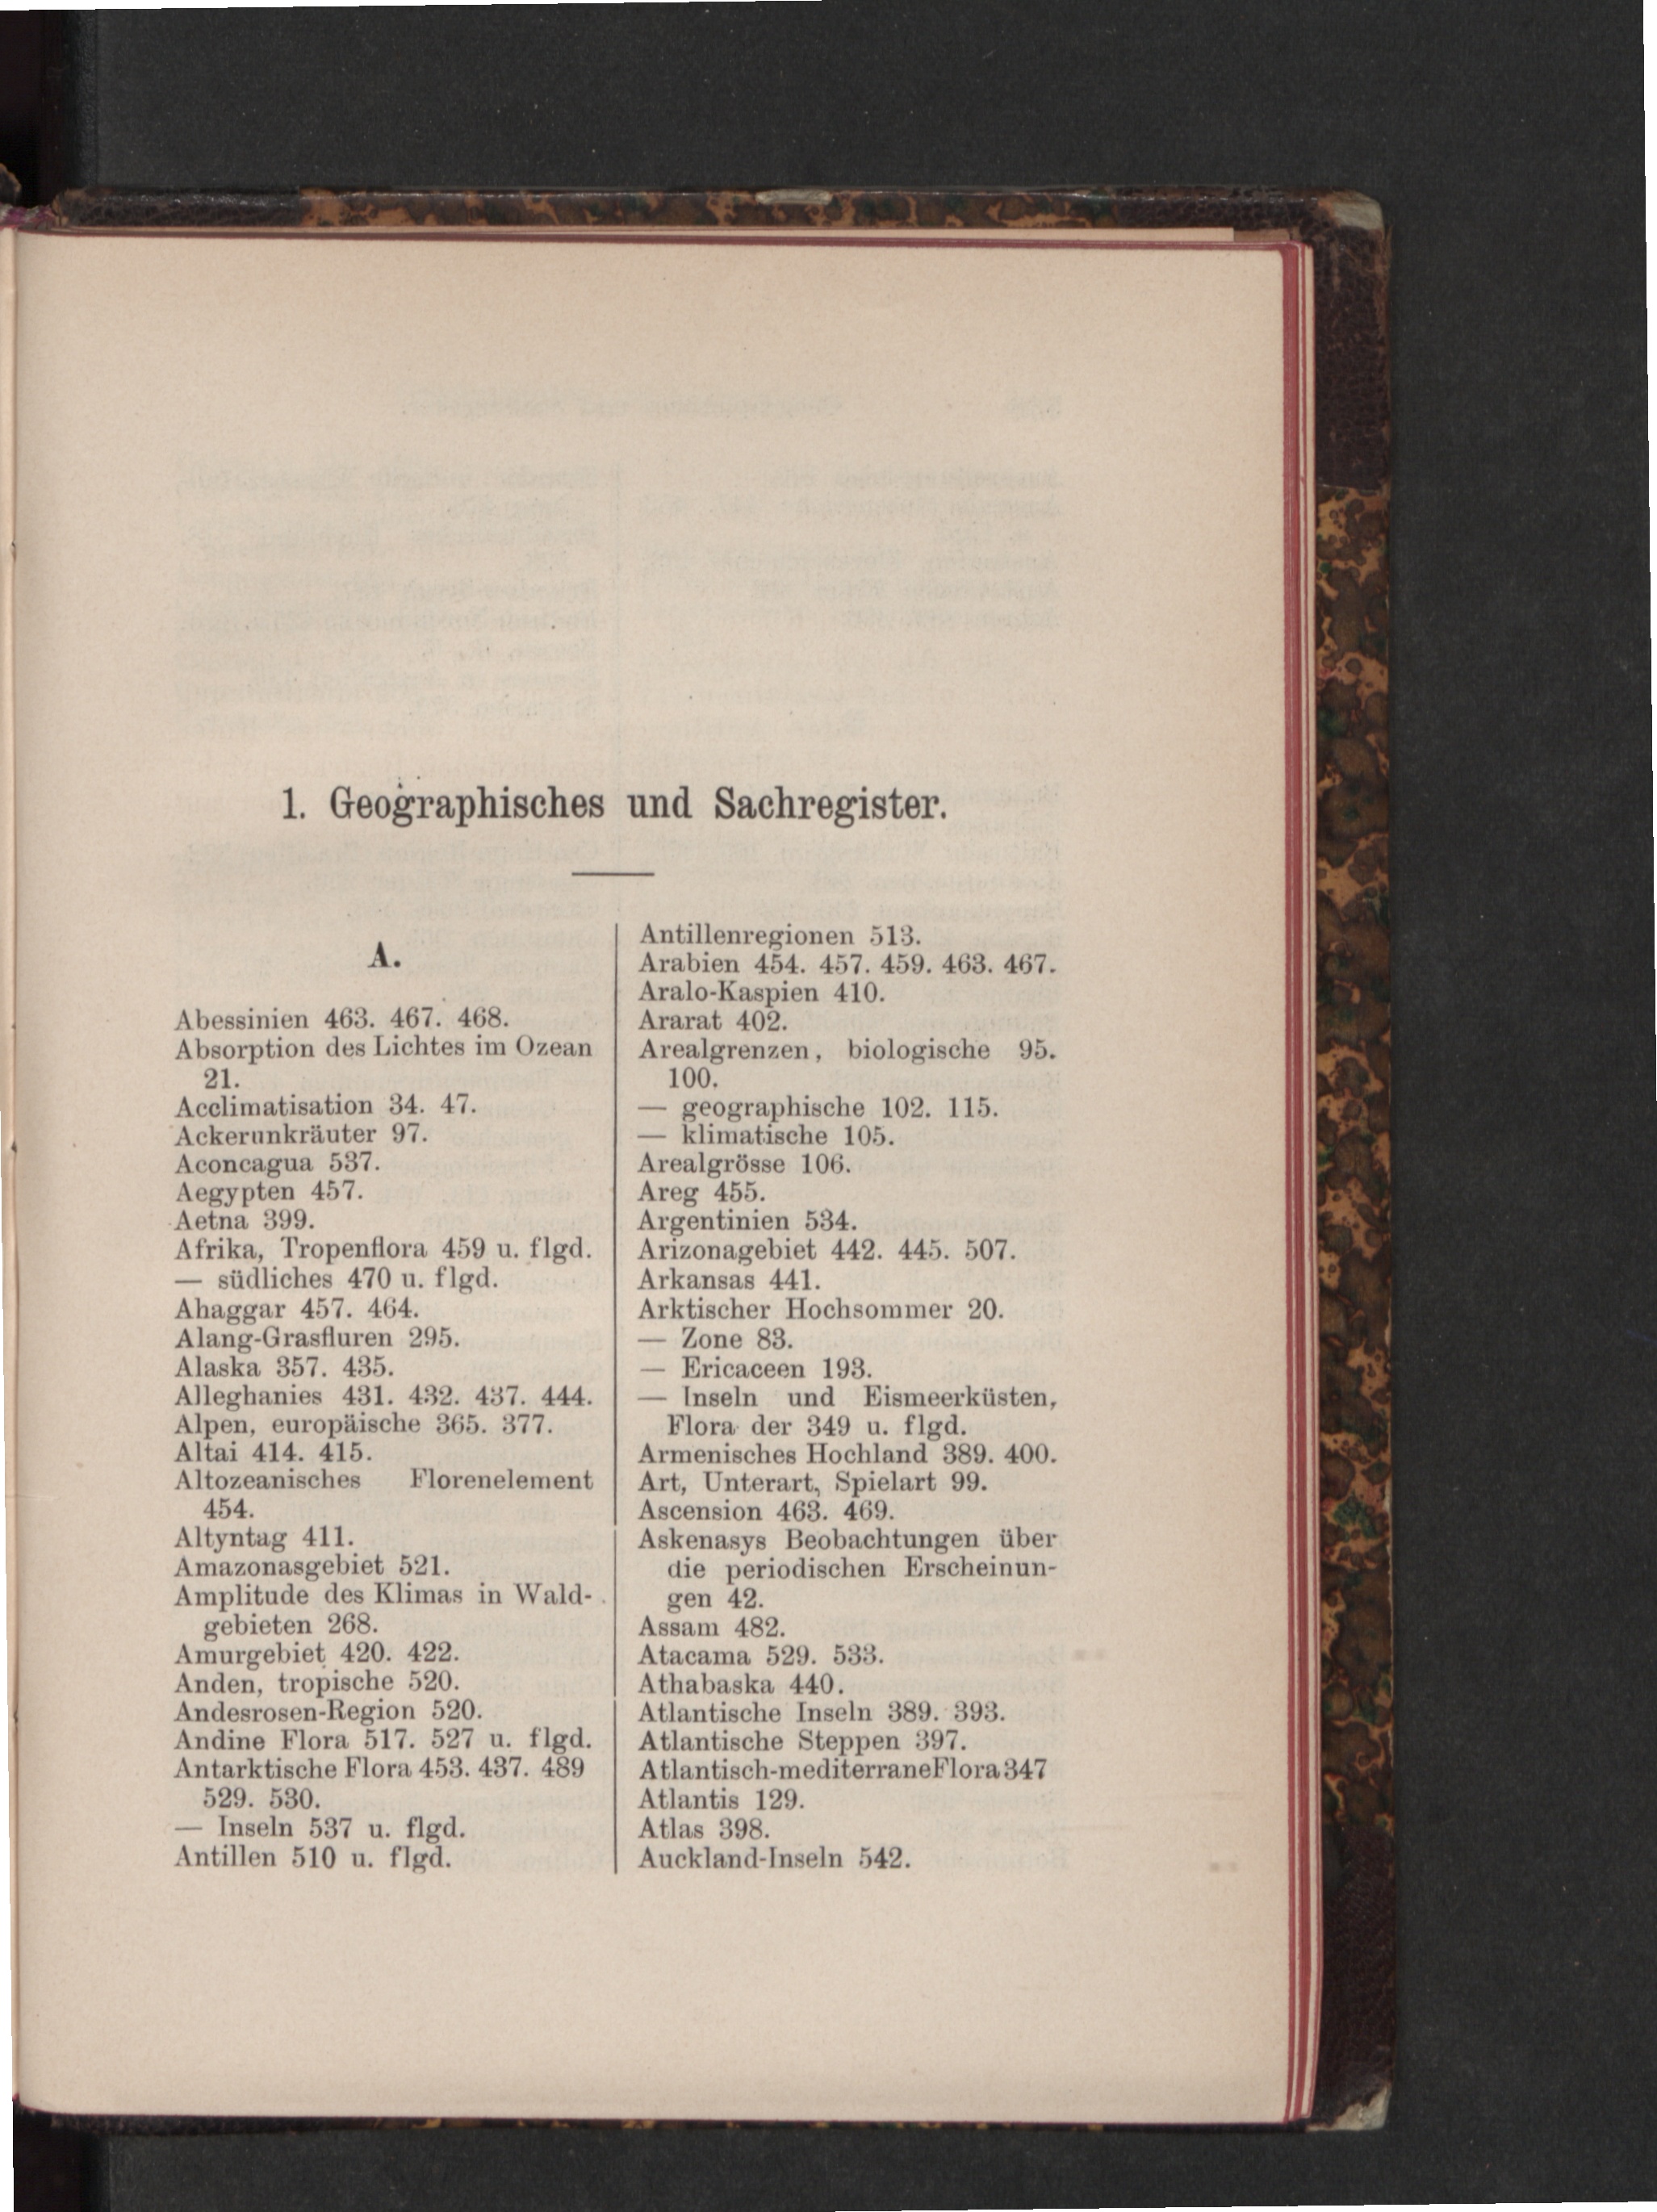 1. Geographisches und Sachregister.
A.
Abessinien 463. 467. 468.
Absorption des Lichtes im Ozean
21.
Acclimatisation 34. 47.
Ackerunkräuter 97.
Aconcagua 537.
Aegypten 457.
Aetna 399.
Afrika, Tropenflora 459 u. flgd.
— südliches 470 u. flgd.
Ahaggar 457. 464.
Alang-Grasfluren 295.
Alaska 357. 435.
Alleghanies 431. 432. 437. 444.
Alpen, europäische 365. 377.
Altai 414. 415.
Altozeanisches Florenelement
454.
Altyntag 411.
Amazonasgebiet 521.
Amplitude des Klimas in Wald-
gebieten 268.
Amurgebiet 420. 422.
Anden, tropische 520.
Andesrosen-Region 520.
Andine Flora 517. 527 u. flgd.
Antarktische Flora 453. 437. 489
529. 530.
— Inseln 537 u. flgd.
Antillen 510 u. flgd.
Antillenregionen 513.
Arabien 454. 457. 459. 463. 467.
Aralo-Kaspien 410.
Ararat 402.
Arealgrenzen, biologische 95.
100.
— geographische 102. 115.
— klimatische 105.
Arealgrösse 106.
Areg 455.
Argentinien 534.
Arizonagebiet 442. 445. 507.
Arkansas 441.
Arktischer Hochsommer 20.
— Zone 83.
— Ericaceen 193.
— Inseln und Eismeerküsten,
Flora der 349 u. flgd.
Armenisches Hochland 389. 400.
Art, Unterart, Spielart 99.
Ascension 463. 469.
Askenasys Beobachtungen über
die periodischen Erscheinun-
gen 42.
Assam 482.
Atacama 529. 533.
Athabaska 440.
Atlantische Inseln 389. 393.
Atlantische Steppen 397.
Atlantisch-mediterraneFlora347
Atlantis 129.
Atlas 398.
Auckland-Inseln 542.